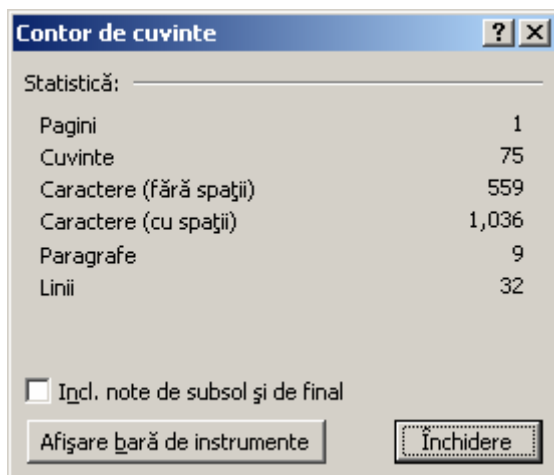 Contor de cuvinte
Statistică:
Pagini 1
Cuvinte 75
Caractere (fără spaţii) 559
Caractere (cu spaţii) 1,036
Paragrafe 9
Linii 32
Incl. note de subsol şi de final
Afişare bară de instrumente Închidere